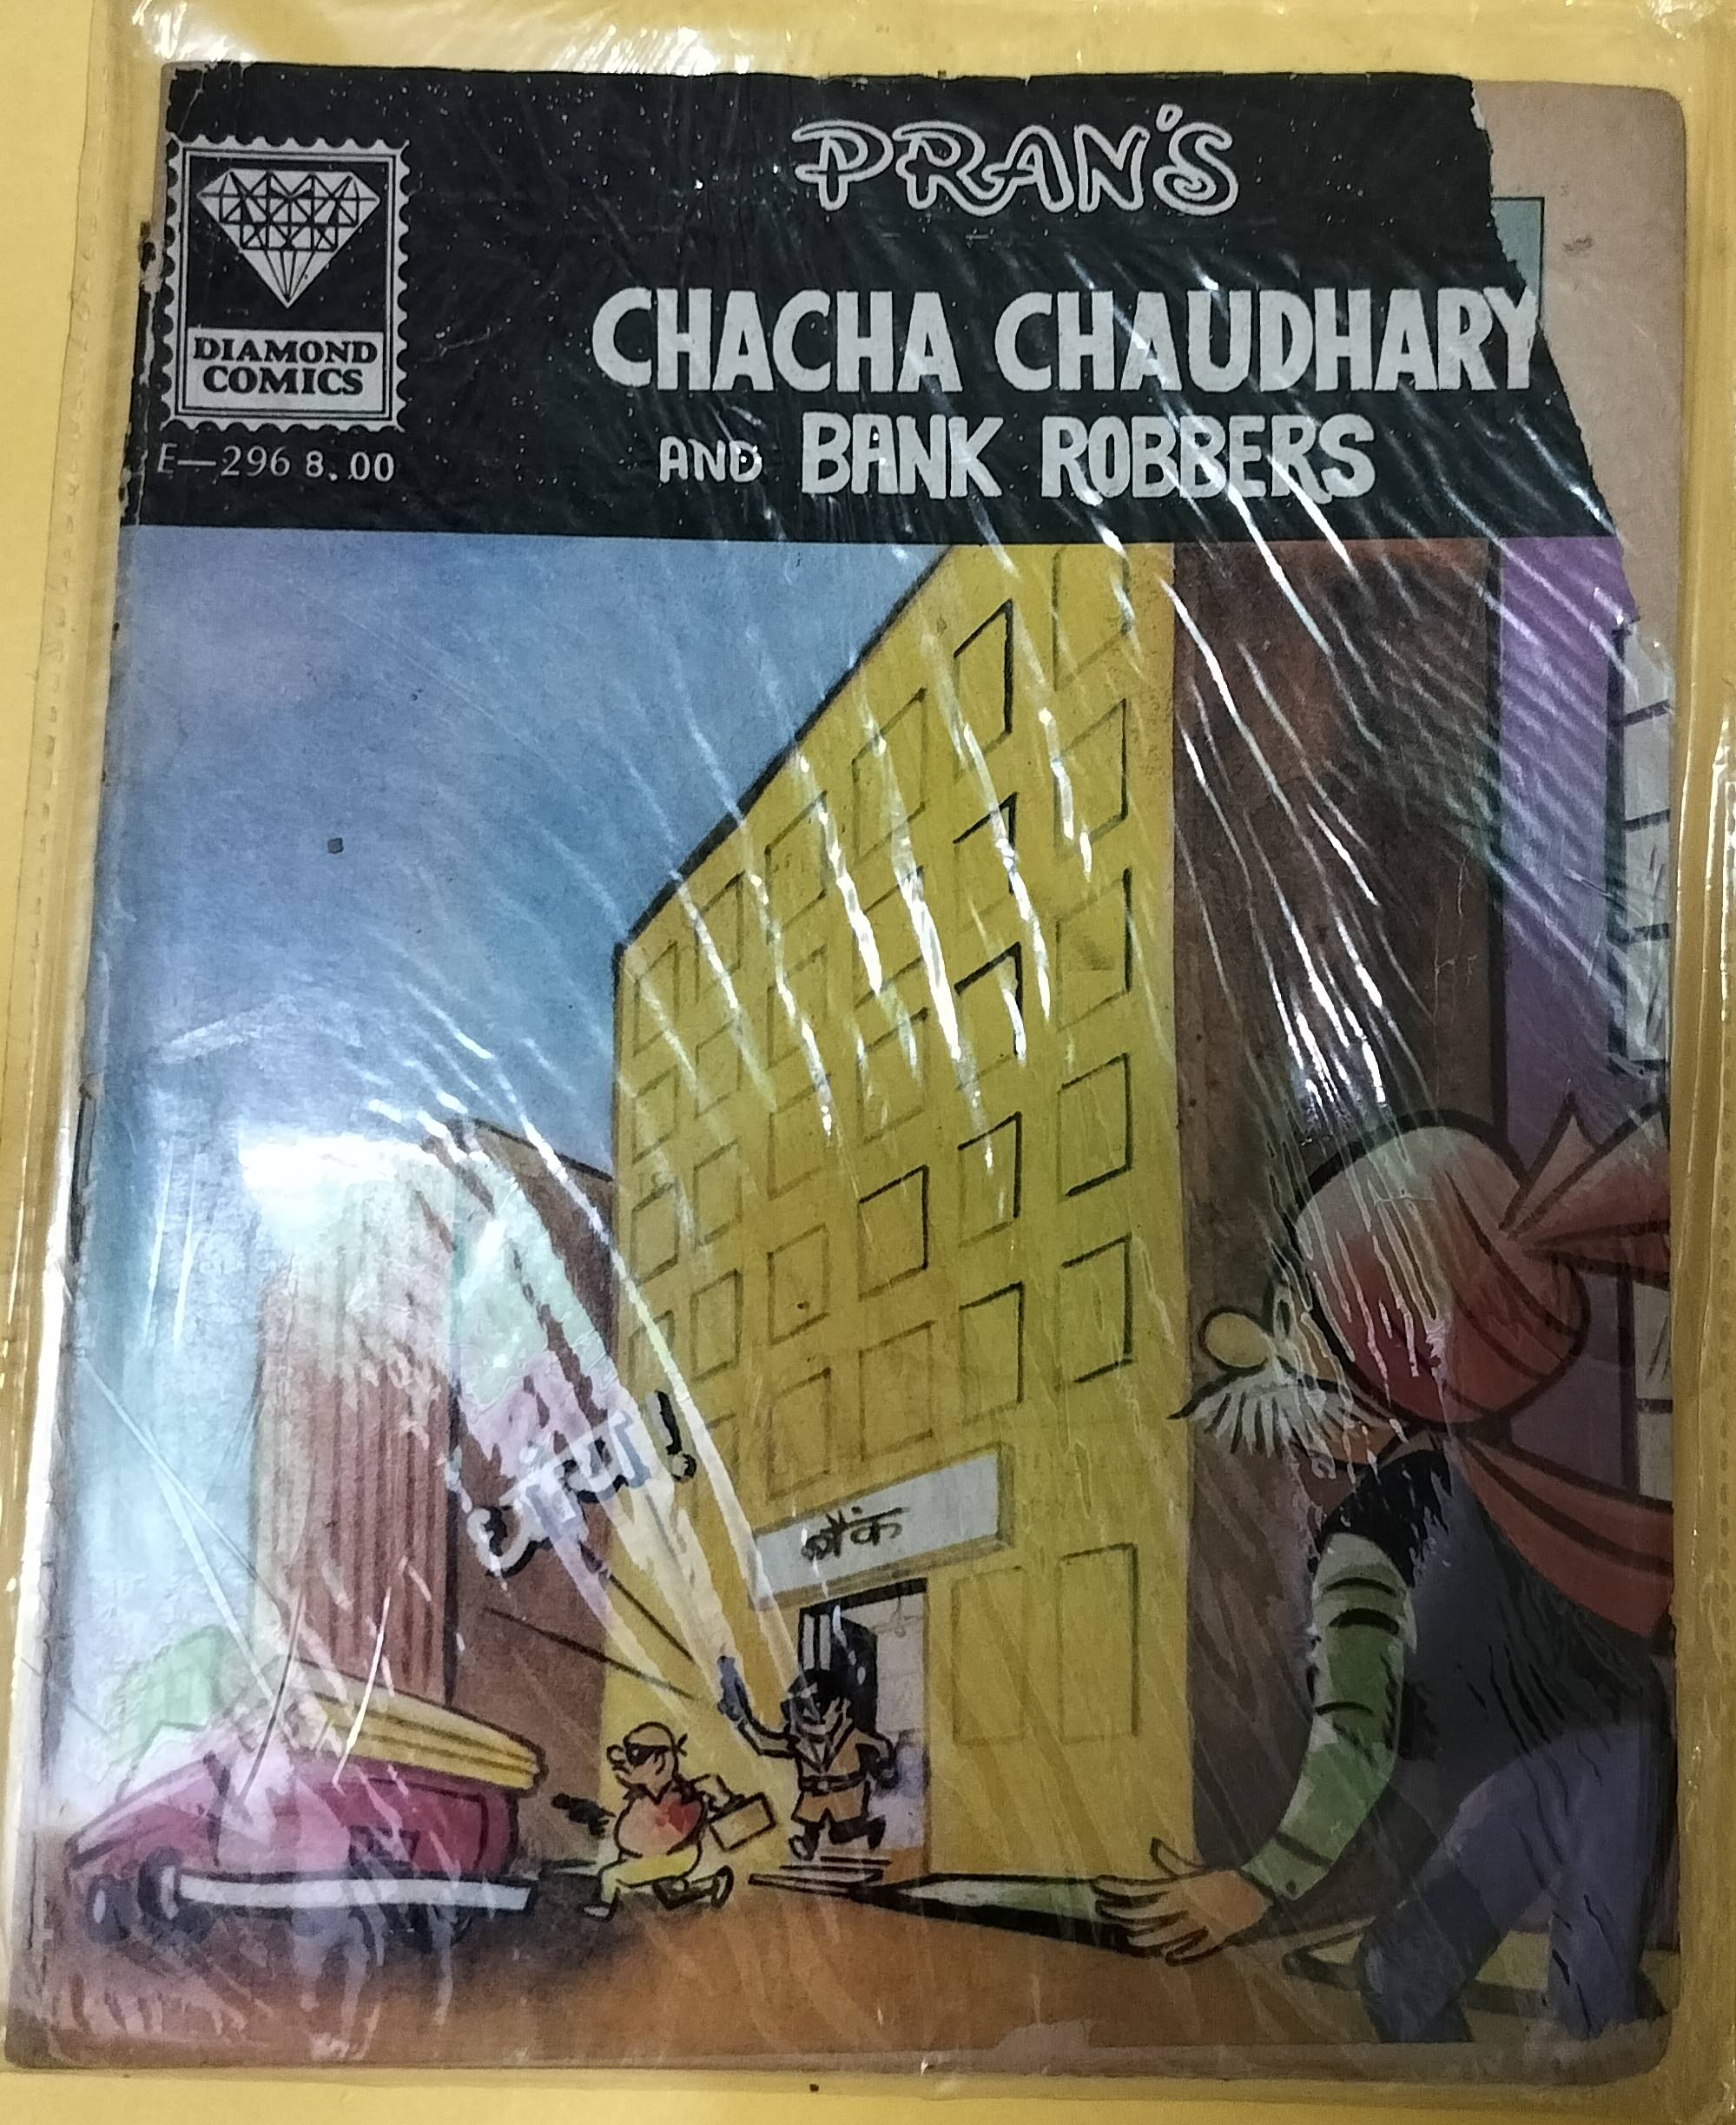 PRAN'S
DIAMOND
COMICS
CHACHA CHAUDHARY
AND BANK ROBBERS
E—296 8.00
धांय!
बैंक